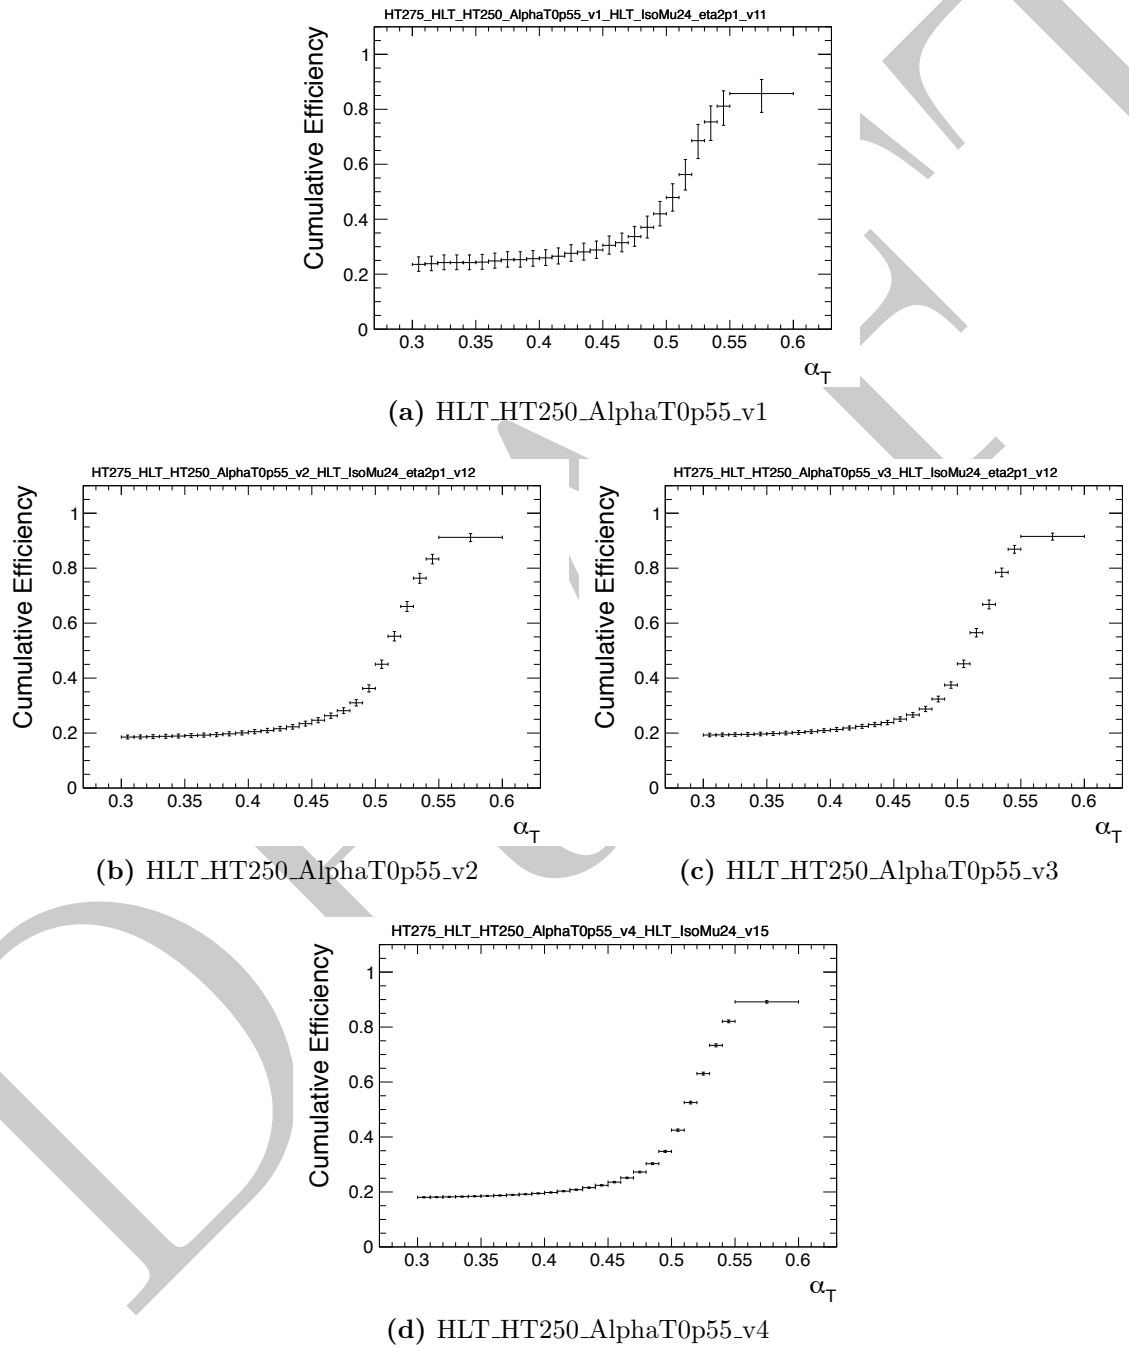 HT275_HLT_HT250_AlphaT0p55_v1_HLT_IsoMu24_eta2p1_v11
Cumulative Efficiency
1
0.8
0.6
0.4
0.2
0
0.3 0.35 0.4 0.45 0.5 0.55 0.6
αT
(a) HLT_HT250_AlphaT0p55_v1
HT275_HLT_HT250_AlphaT0p55_v2_HLT_IsoMu24_eta2p1_v12
Cumulative Efficiency
1
0.8
0.6
0.4
0.2
0
0.3 0.35 0.4 0.45 0.5 0.55 0.6
αT
(b) HLT_HT250_AlphaT0p55_v2
HT275_HLT_HT250_AlphaT0p55_v3_HLT_IsoMu24_eta2p1_v12
Cumulative Efficiency
1
0.8
0.6
0.4
0.2
0
0.3 0.35 0.4 0.45 0.5 0.55 0.6
αT
(c) HLT_HT250_AlphaT0p55_v3
HT275_HLT_HT250_AlphaT0p55_v4_HLT_IsoMu24_v15
Cumulative Efficiency
1
0.8
0.6
0.4
0.2
0
0.3 0.35 0.4 0.45 0.5 0.55 0.6
αT
(d) HLT_HT250_AlphaT0p55_v4